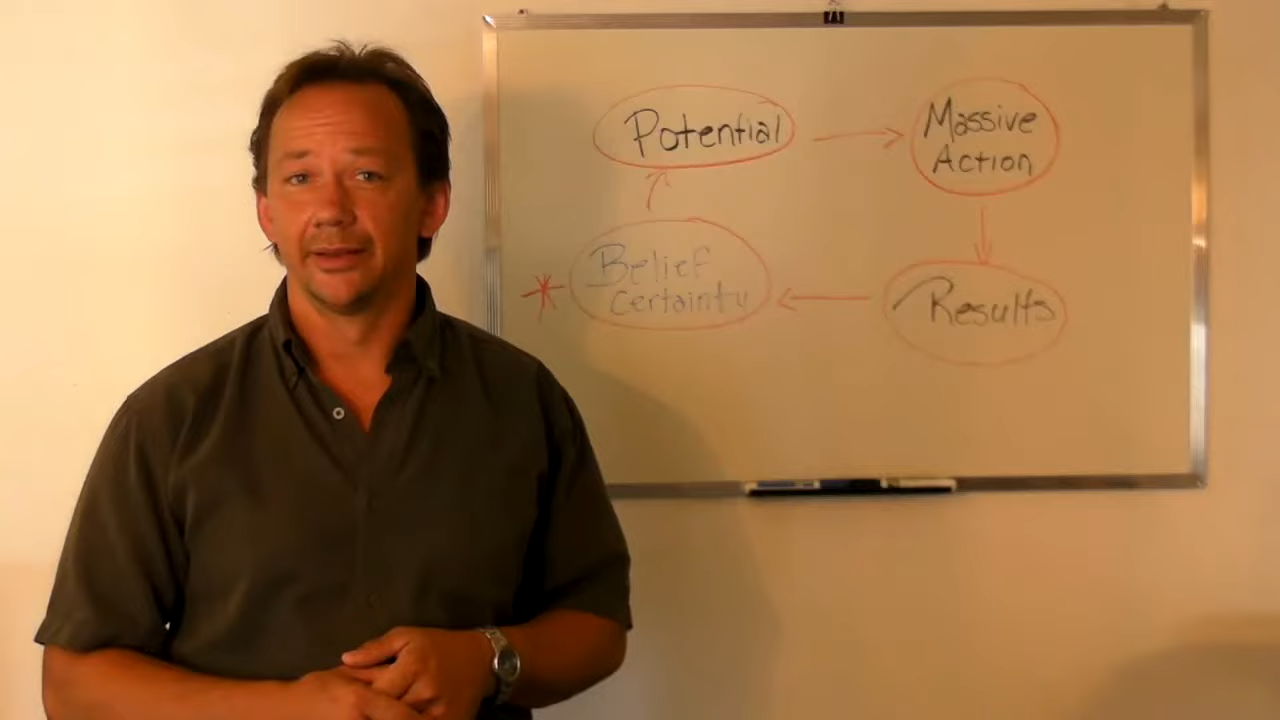 Potential
Massive
Action
Belief
Certainty
Results